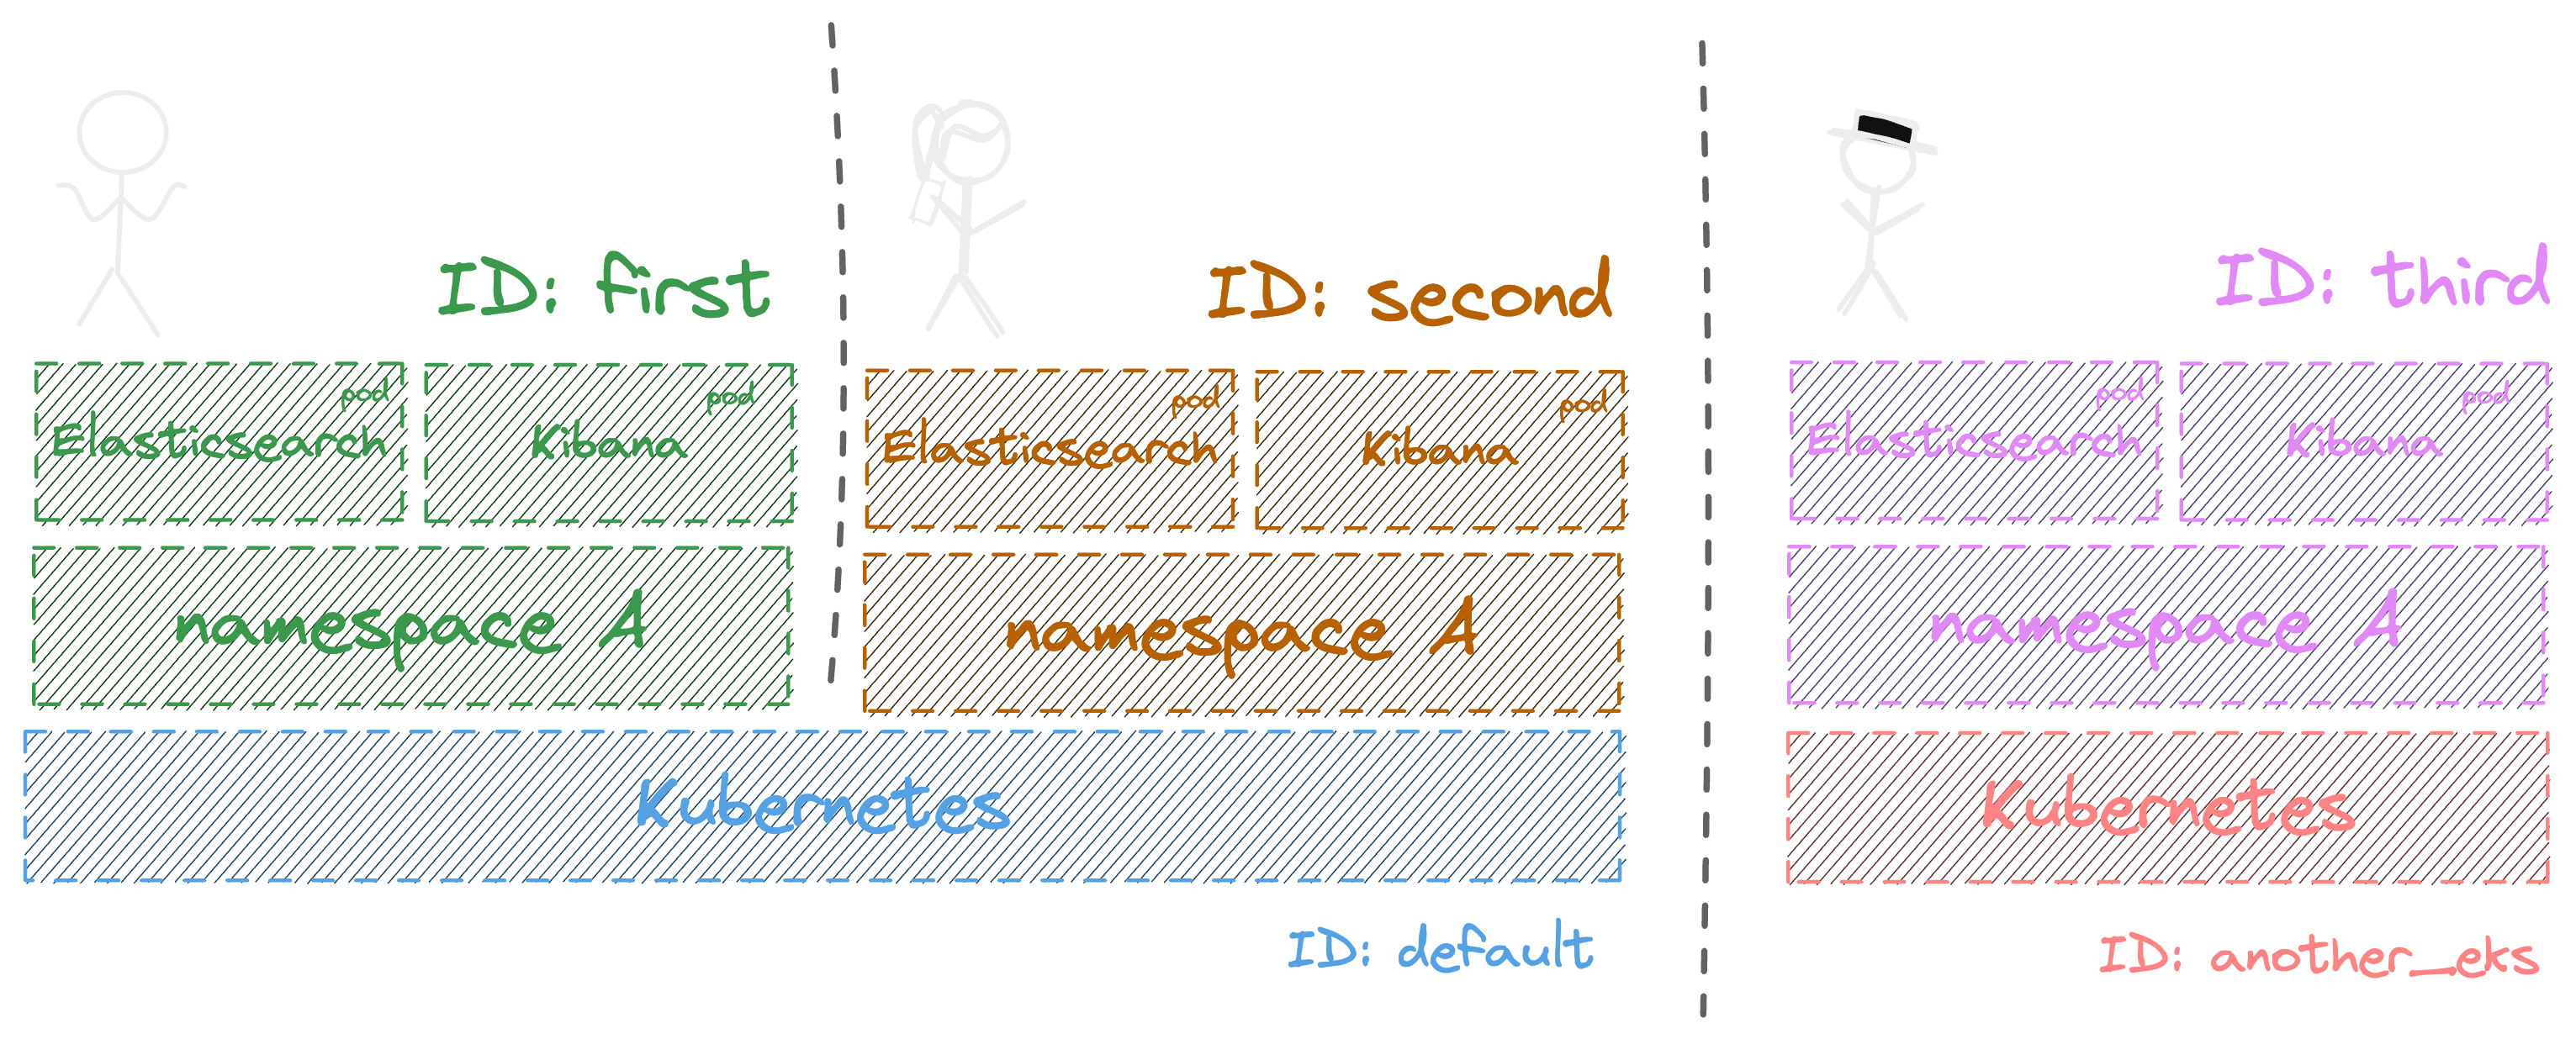 ID: first
ID: second
ID: third
pod
Elasticsearch
pod
Kibana
pod
Elasticsearch
pod
Kibana
pod
Elasticsearch
pod
Kibana
namespace A
namespace A
namespace A
Kubernetes
Kubernetes
ID: default
ID: another_eks